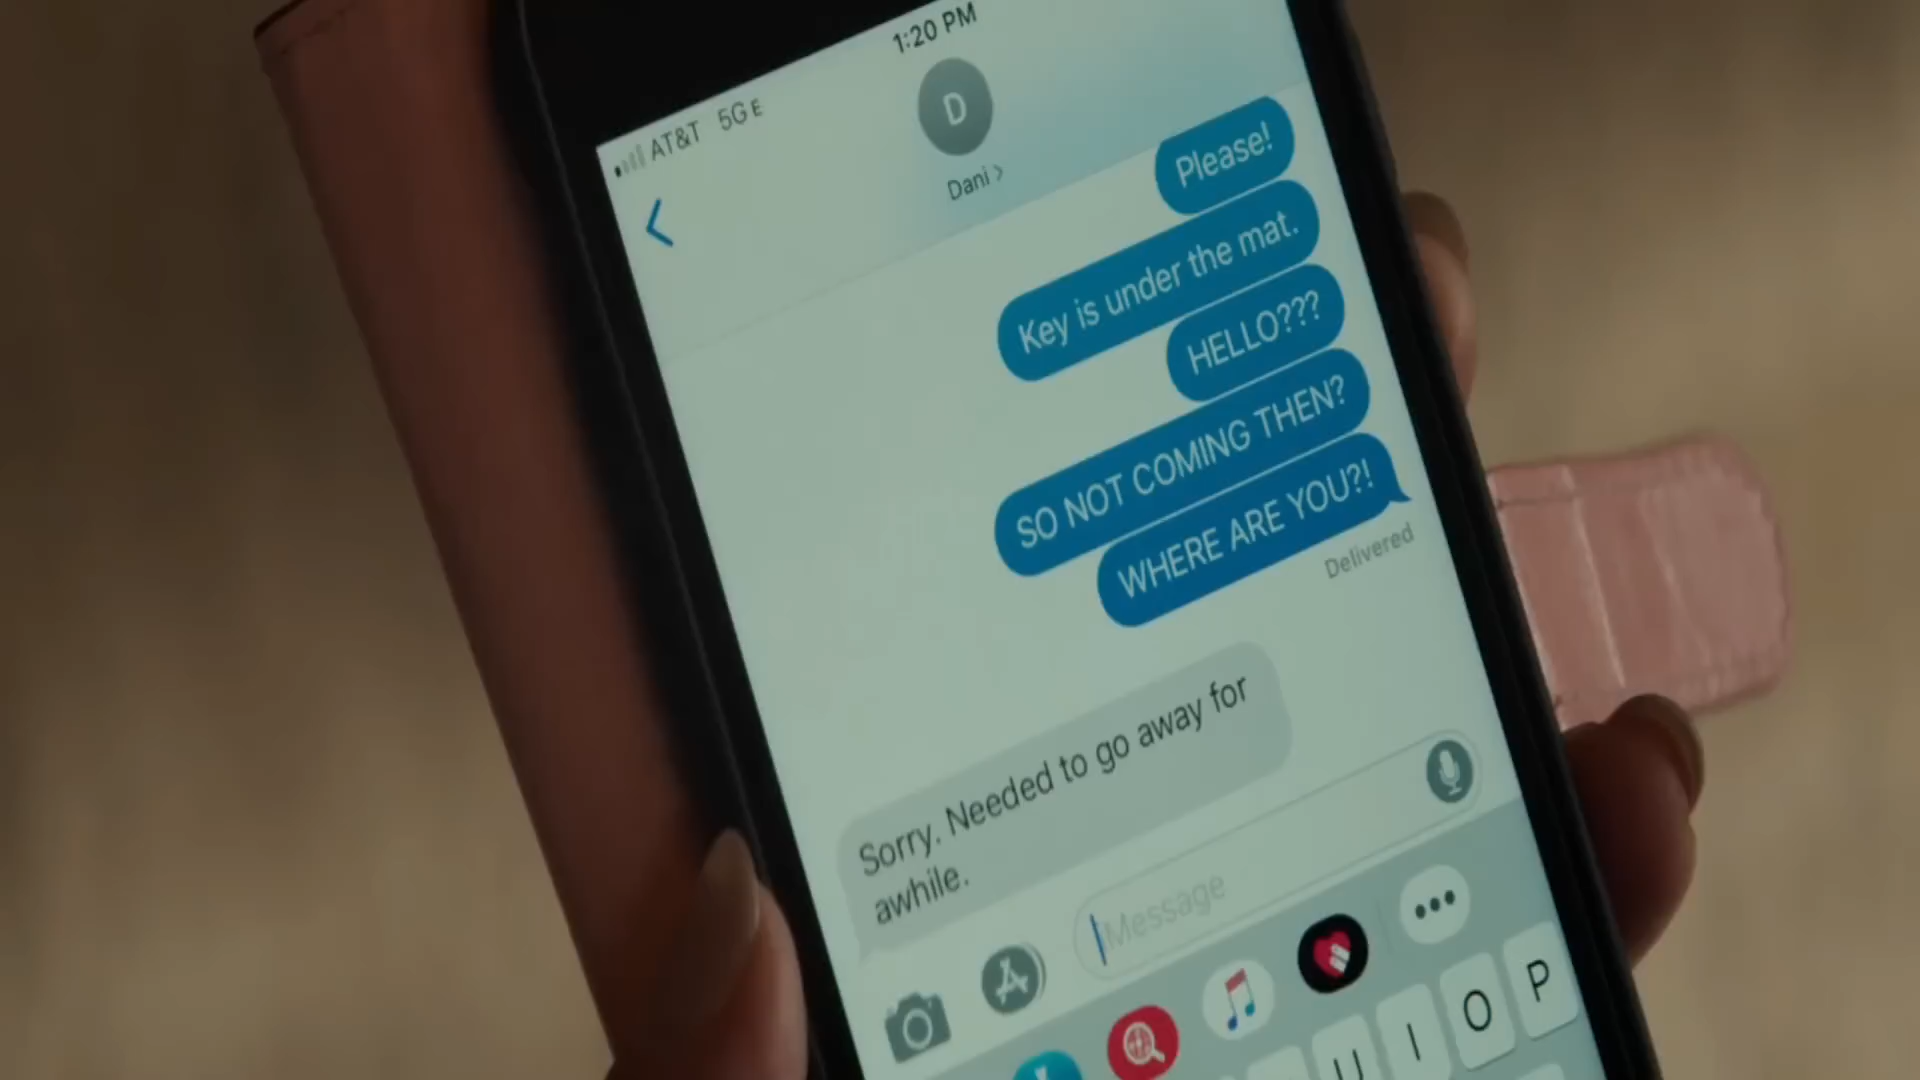 1:20 PM
AT&T 5GE
D
Dani >
Please!
Key is under the mat.
HELLO???
SO NOT COMING THEN?
WHERE ARE YOU?!
Delivered
Sorry. Needed to go away for
awhile.
Message
U I O P